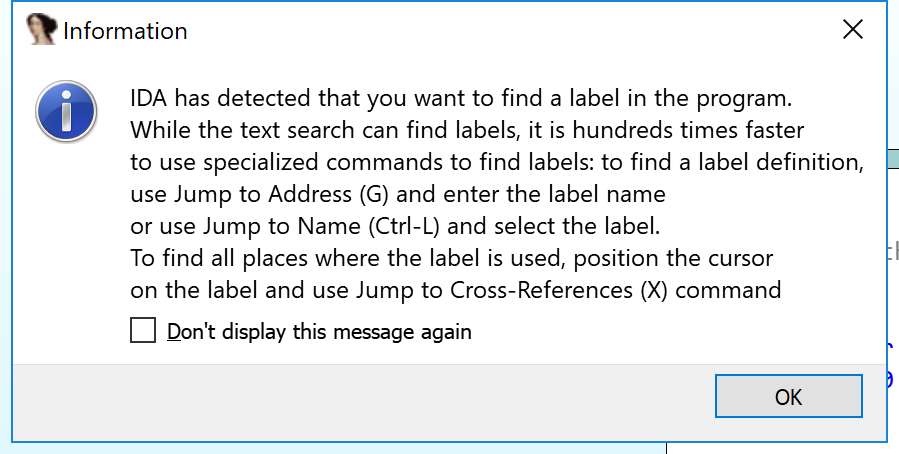 Information
IDA has detected that you want to find a label in the program.
While the text search can find labels, it is hundreds times faster
to use specialized commands to find labels: to find a label definition,
use Jump to Address (G) and enter the label name
or use Jump to Name (Ctrl-L) and select the label.
To find all places where the label is used, position the cursor
on the label and use Jump to Cross-References (X) command
Don't display this message again
OK